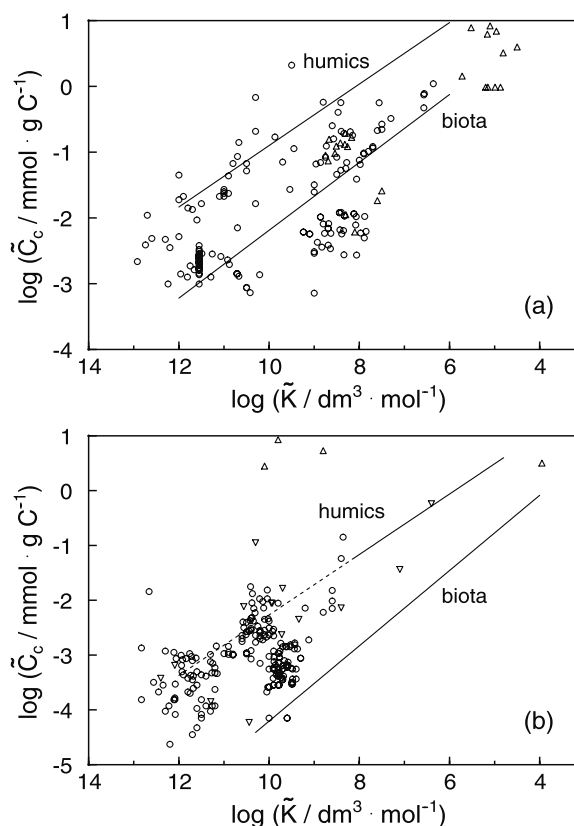 1
humics
0
biota
-1
-2
-3
(a)
-4
14 12 10 8 6 4
log (K̃ / dm³ · mol⁻¹)
log (C̃c / mmol · g C⁻¹)
1
0
humics
-1
-2
biota
-3
-4
(b)
-5
14 12 10 8 6 4
log (K̃ / dm³ · mol⁻¹)
log (C̃c / mmol · g C⁻¹)